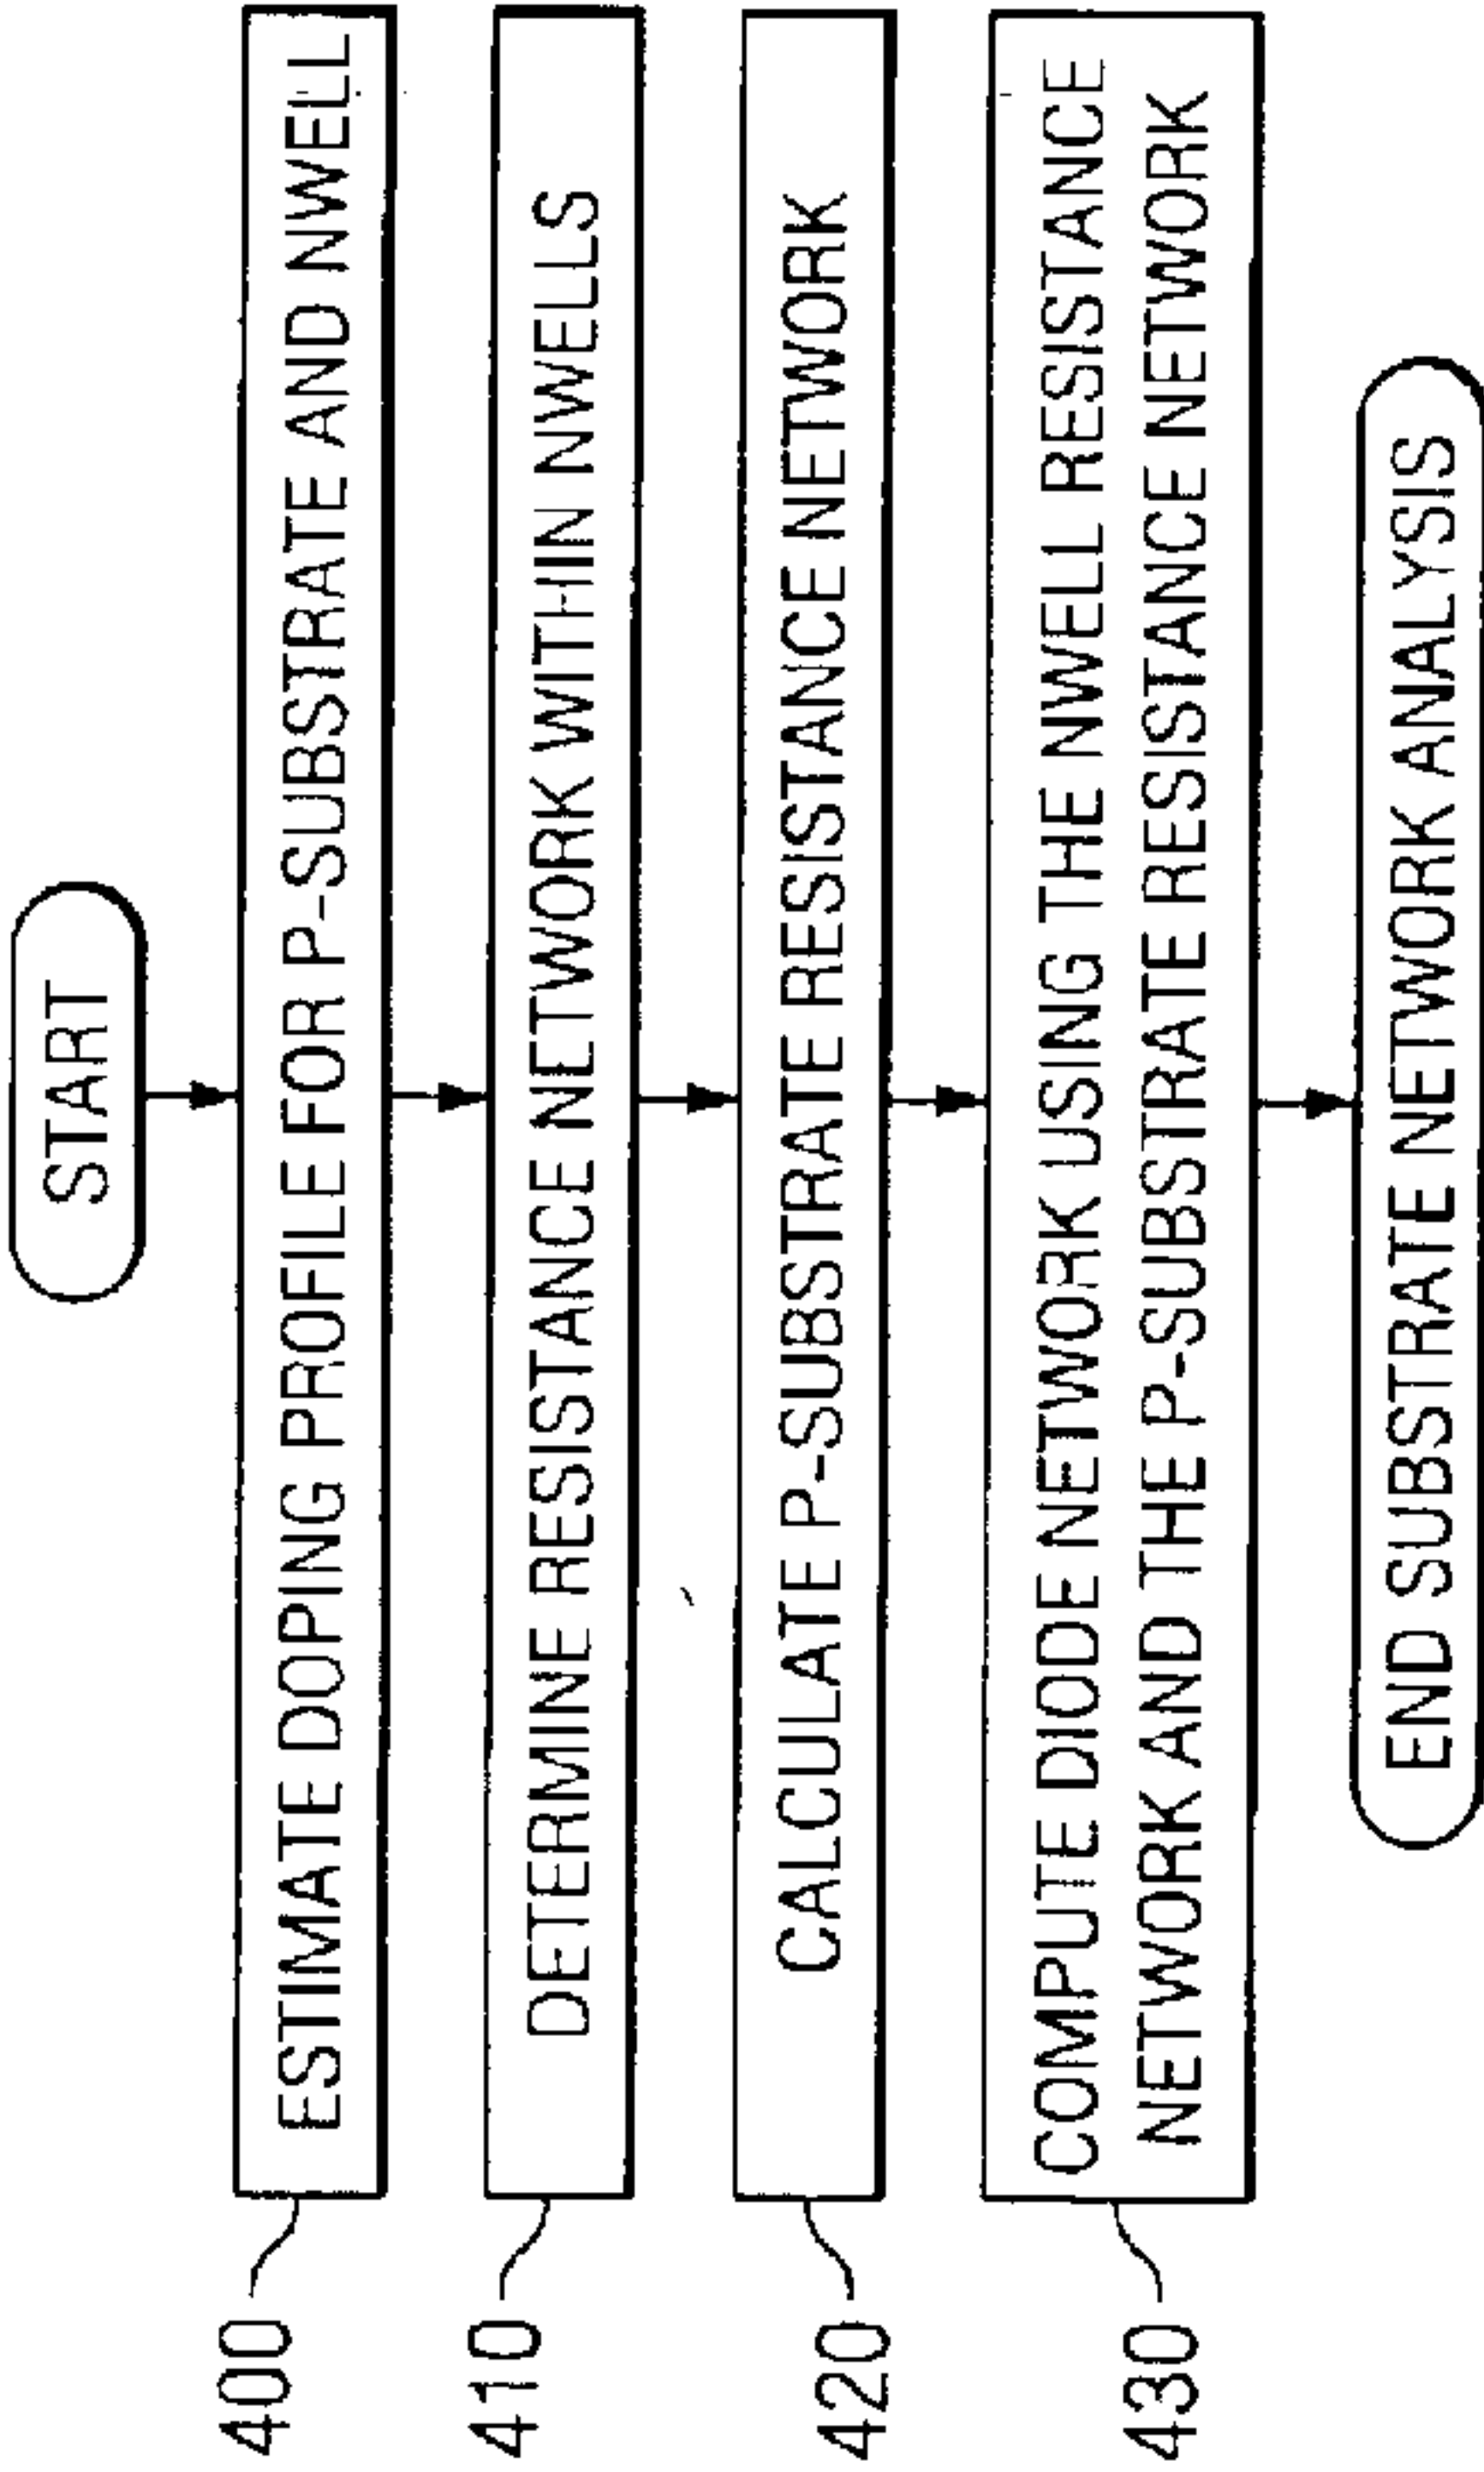 START
400
ESTIMATE DOPING PROFILE FOR P-SUBSTRATE AND NWELL
410
DETERMINE RESISTANCE NETWORK WITHIN NWELLS
420
CALCULATE P-SUBSTRATE RESISTANCE NETWORK
430
COMPUTE DIODE NETWORK USING THE NWELL RESISTANCE
NETWORK AND THE P-SUBSTRATE RESISTANCE NETWORK
END SUBSTRATE NETWORK ANALYSIS